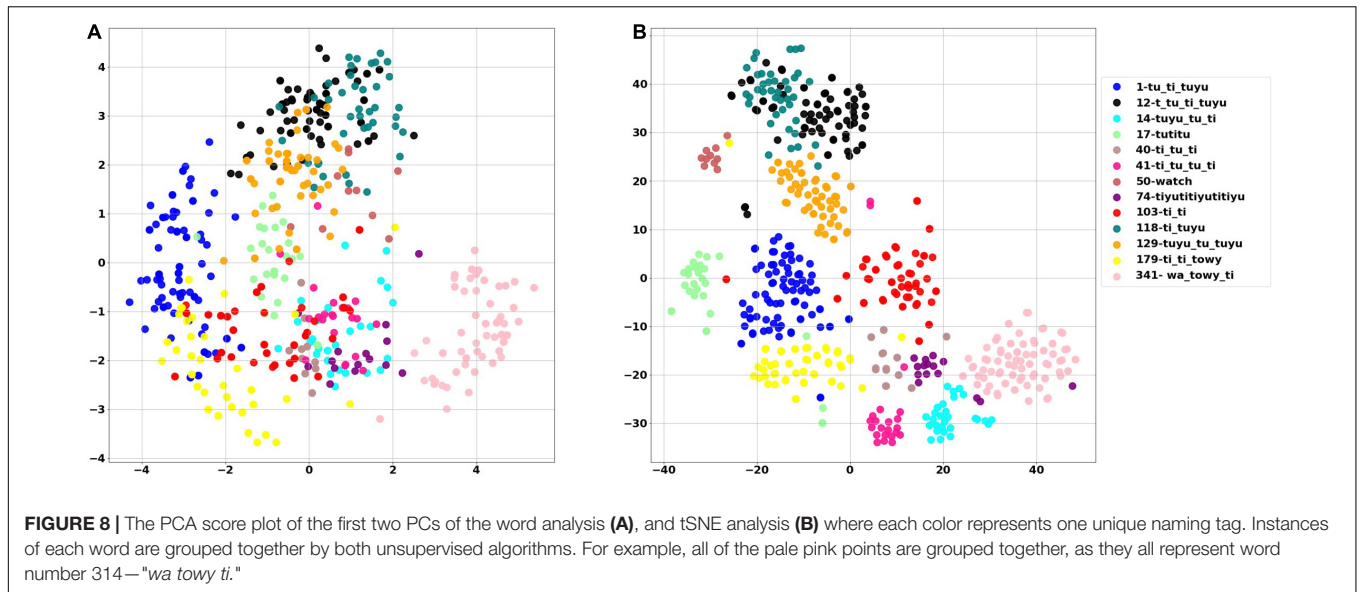 A
B
4
3
2
1
0
−1
−2
−3
−4
−4
−2
0
2
4
40
30
20
10
0
−10
−20
−30
−40
−20
0
20
40
1-tu_ti_tuyu
12-t_tu_ti_tuyu
14-tuyu_tu_ti
17-tutitu
40-ti_tu_ti
41-ti_tu_tu_ti
50-watch
74-tiyutitiyutitiyu
103-ti_ti
118-ti_tuyu
129-tuyu_tu_tuyu
179-ti_ti_towy
341- wa_towy_ti
FIGURE 8 | The PCA score plot of the first two PCs of the word analysis (A), and tSNE analysis (B) where each color represents one unique naming tag. Instances
of each word are grouped together by both unsupervised algorithms. For example, all of the pale pink points are grouped together, as they all represent word
number 314—"wa towy ti."